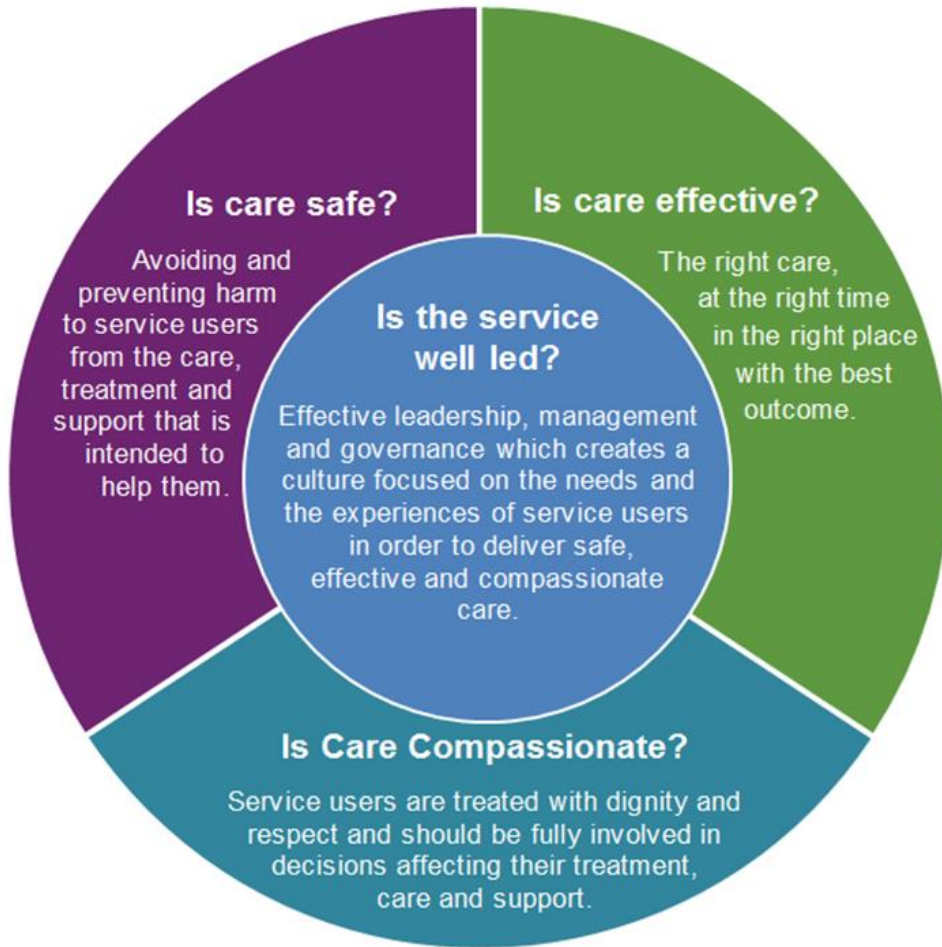 Is care safe?
Avoiding and
preventing harm
to service users
from the care,
treatment and
support that is
intended to
help them.
Is care effective?
The right care,
at the right time
in the right place
with the best
outcome.
Is the service
well led?
Effective leadership, management
and governance which creates a
culture focused on the needs and
the experiences of service users
in order to deliver safe,
effective and compassionate
care.
Is Care Compassionate?
Service users are treated with dignity and
respect and should be fully involved in
decisions affecting their treatment,
care and support.